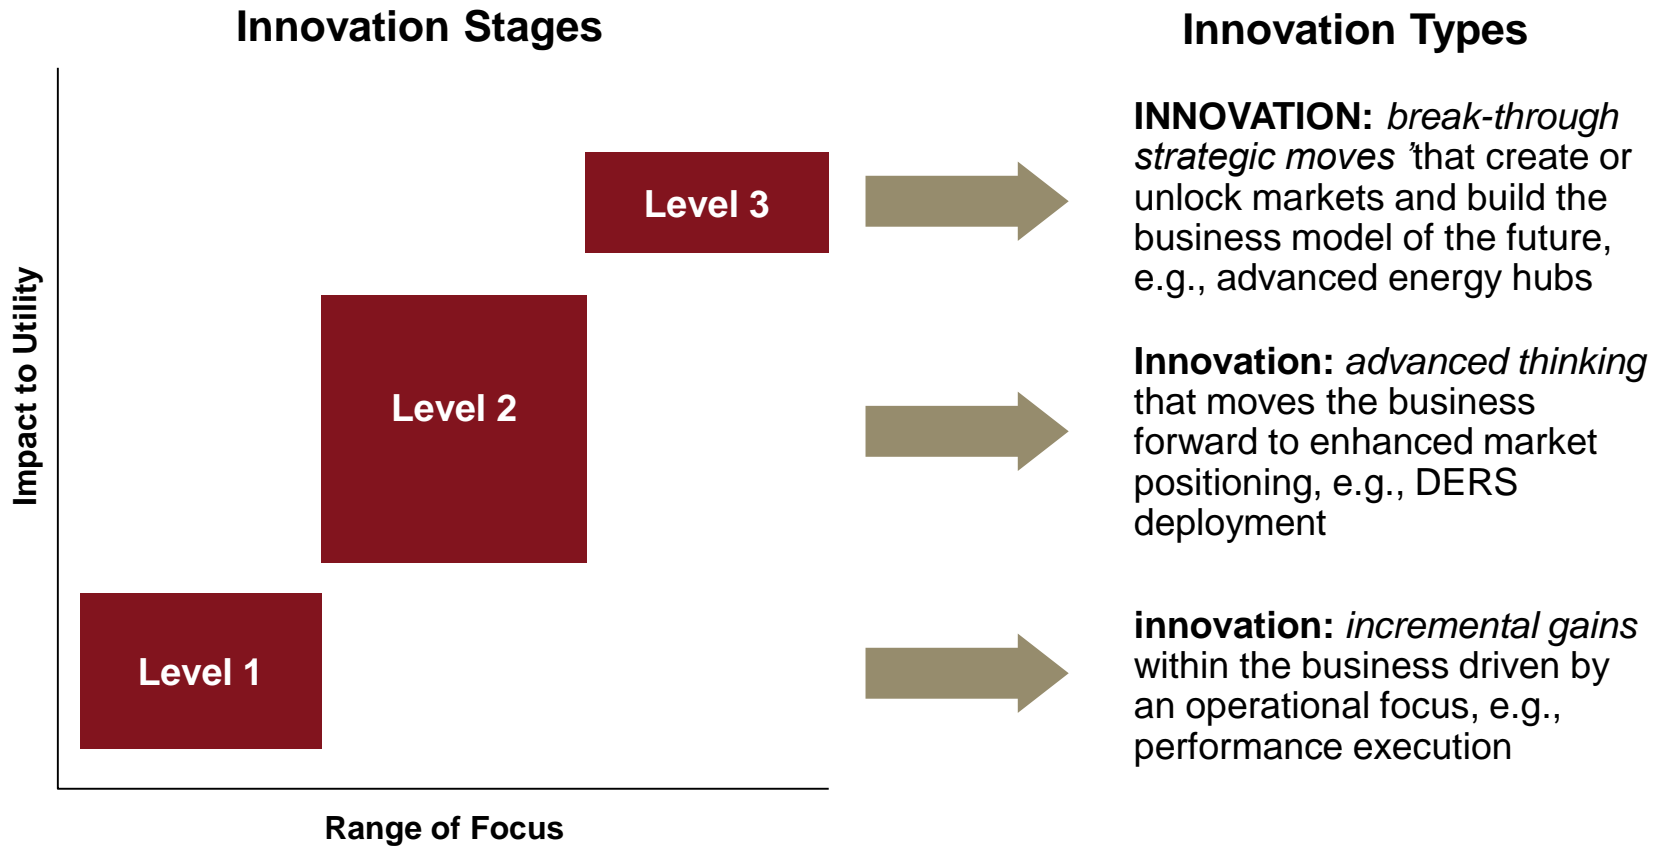 Innovation Stages
Innovation Types
Impact to Utility
Level 3
Level 2
Level 1
Range of Focus
INNOVATION: break-through
strategic moves ’that create or
unlock markets and build the
business model of the future,
e.g., advanced energy hubs
Innovation: advanced thinking
that moves the business
forward to enhanced market
positioning, e.g., DERS
deployment
innovation: incremental gains
within the business driven by
an operational focus, e.g.,
performance execution